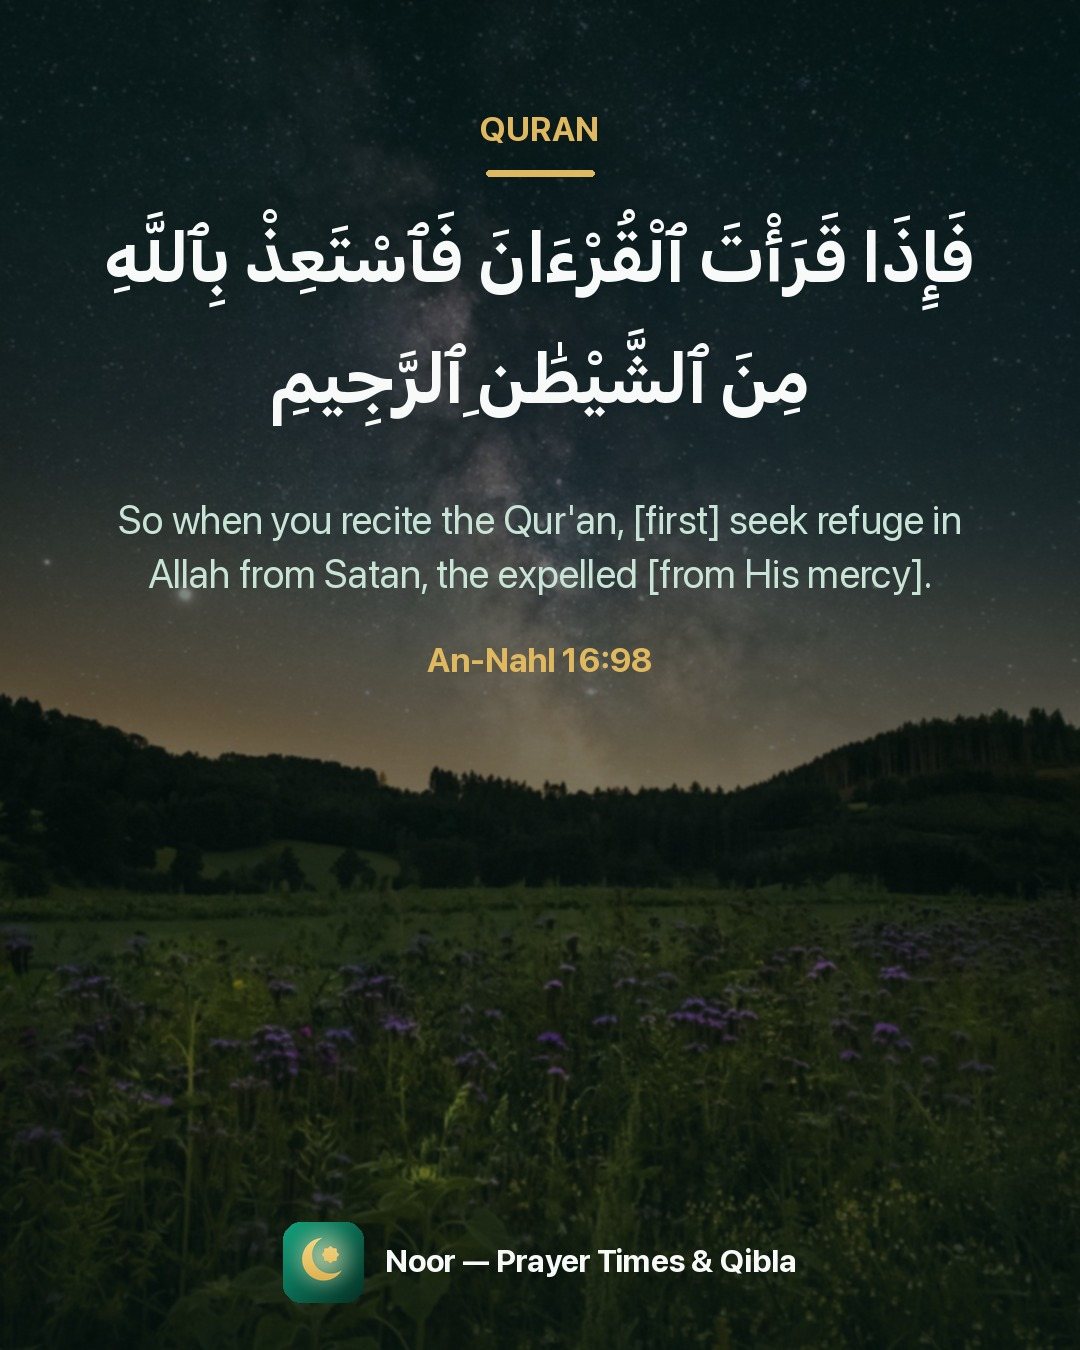 QURAN
فَإِذَا قَرَأْتَ ٱلْقُرْءَانَ فَٱسْتَعِذْ بِٱللَّهِ
مِنَ ٱلشَّيْطَٰنِ ٱلرَّجِيمِ
So when you recite the Qur'an, [first] seek refuge in
Allah from Satan, the expelled [from His mercy].
An-Nahl 16:98
Noor — Prayer Times & Qibla